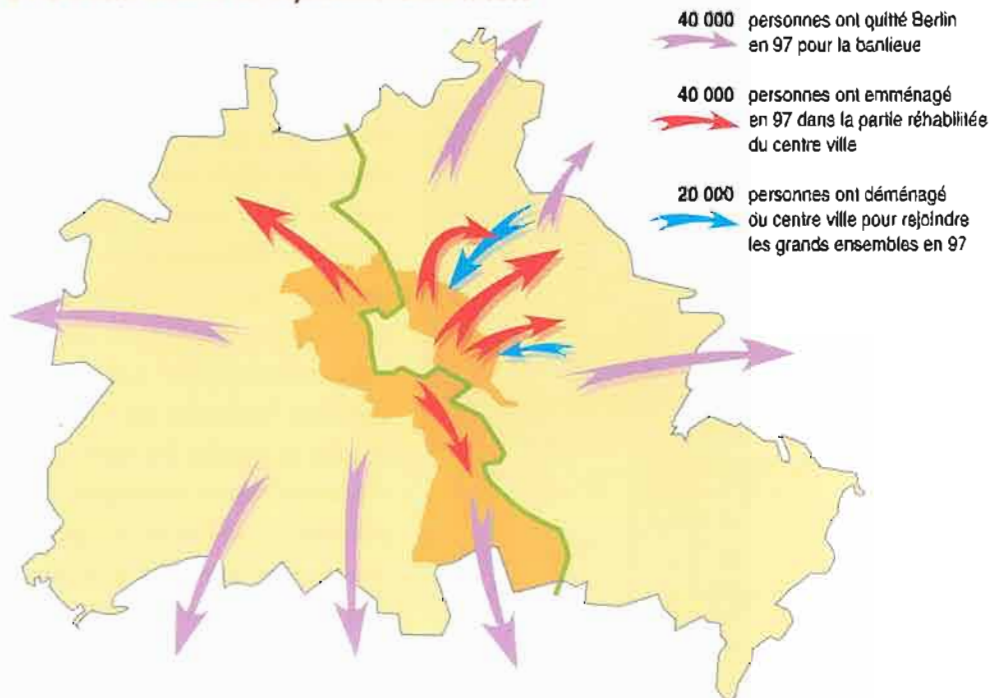 40 000 personnes ont quitté Berlin
en 97 pour la banlieue
40 000 personnes ont emménagé
en 97 dans la partie réhabilités
du centre ville
20 000 personnes ont déménagé
du centre ville pour rejoindre
les grands ensembles en 97